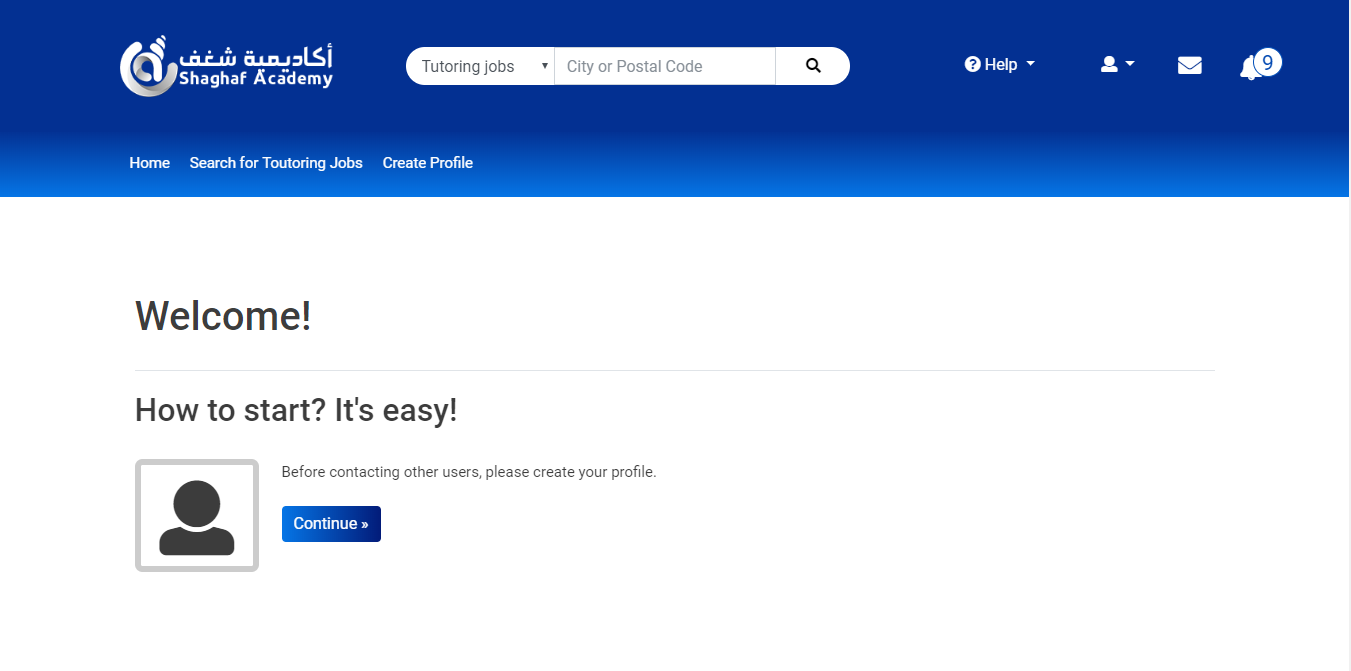 أكاديمية شغف
Shaghaf Academy
Tutoring jobs
City or Postal Code
Help
9
Home
Search for Toutoring Jobs
Create Profile
Welcome!
How to start? It's easy!
Before contacting other users, please create your profile.
Continue »